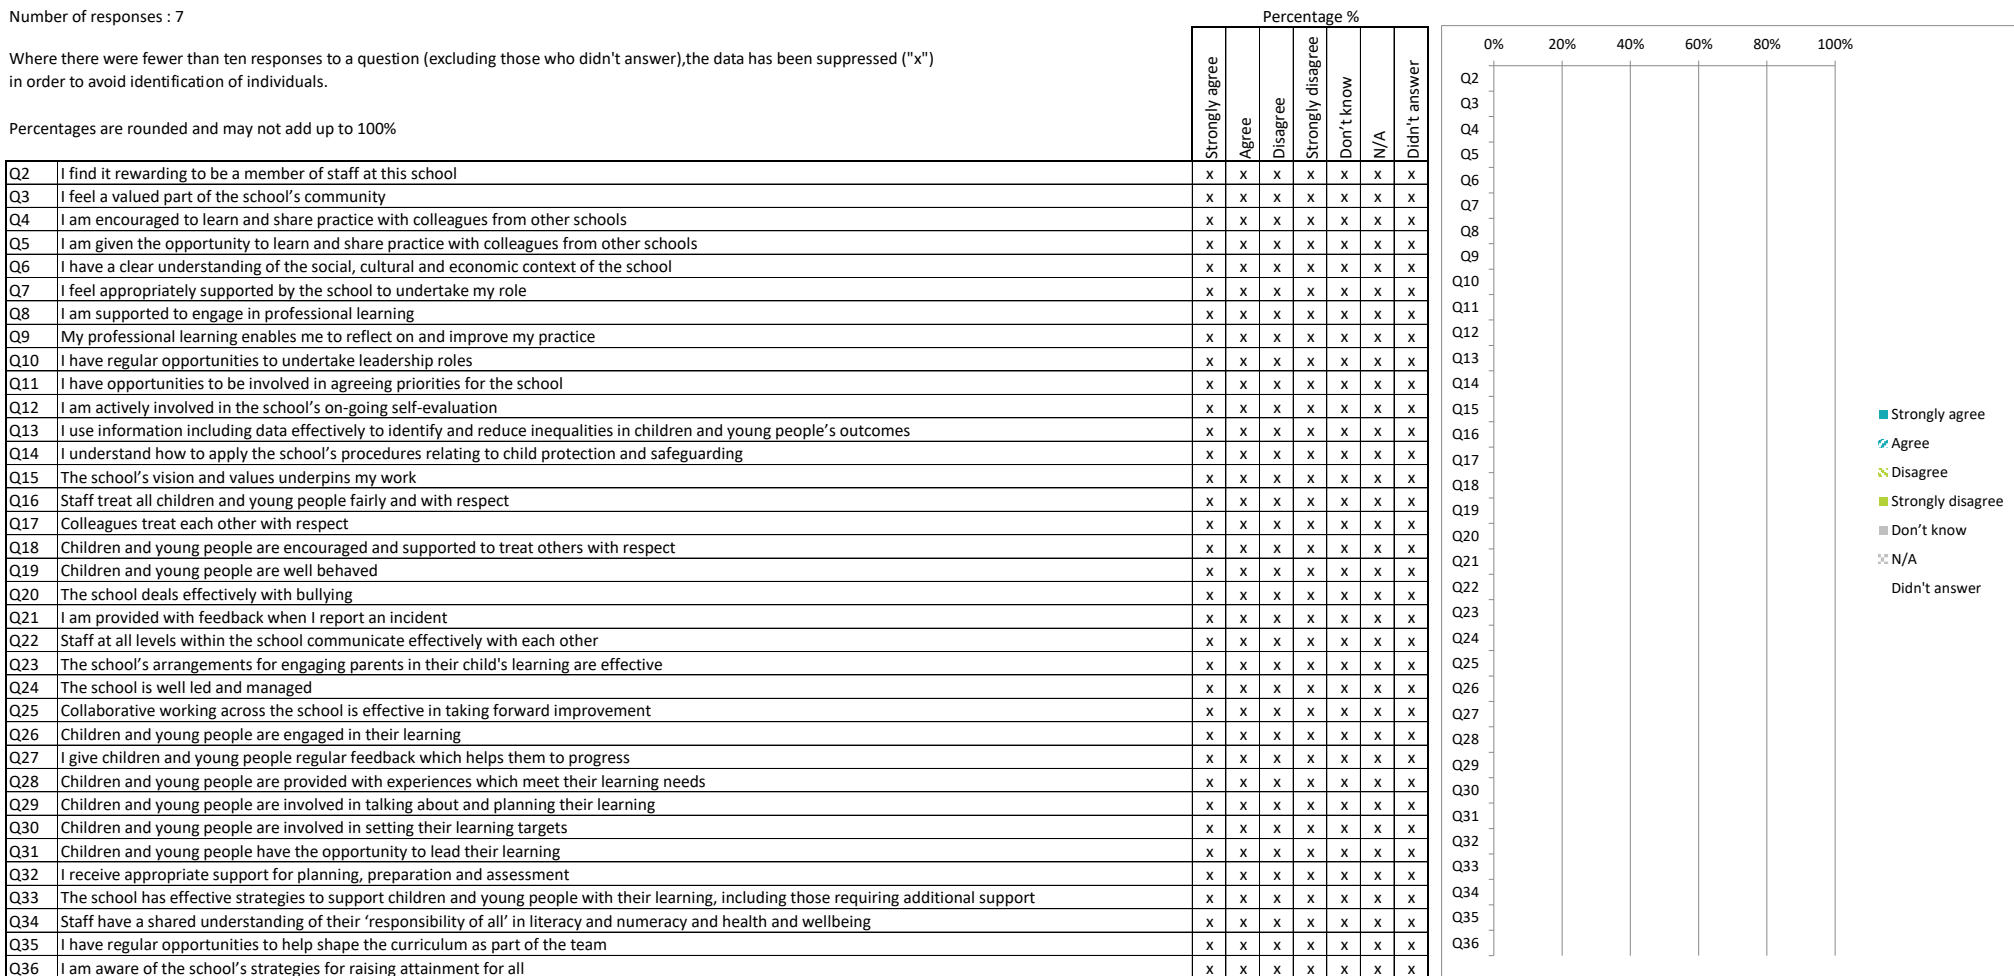 Number of responses : 7
Percentage %
Where there were fewer than ten responses to a question (excluding those who didn't answer),the data has been suppressed ("x")
in order to avoid identification of individuals.
Percentages are rounded and may not add up to 100%
Strongly agree
Agree
Disagree
Strongly disagree
Don't know
N/A
Didn't answer
Q2 I find it rewarding to be a member of staff at this school x x x x x x x
Q3 I feel a valued part of the school’s community x x x x x x x
Q4 I am encouraged to learn and share practice with colleagues from other schools x x x x x x x
Q5 I am given the opportunity to learn and share practice with colleagues from other schools x x x x x x x
Q6 I have a clear understanding of the social, cultural and economic context of the school x x x x x x x
Q7 I feel appropriately supported by the school to undertake my role x x x x x x x
Q8 I am supported to engage in professional learning x x x x x x x
Q9 My professional learning enables me to reflect on and improve my practice x x x x x x x
Q10 I have regular opportunities to undertake leadership roles x x x x x x x
Q11 I have opportunities to be involved in agreeing priorities for the school x x x x x x x
Q12 I am actively involved in the school’s on-going self-evaluation x x x x x x x
Q13 I use information including data effectively to identify and reduce inequalities in children and young people’s outcomes x x x x x x x
Q14 I understand how to apply the school’s procedures relating to child protection and safeguarding x x x x x x x
Q15 The school’s vision and values underpins my work x x x x x x x
Q16 Staff treat all children and young people fairly and with respect x x x x x x x
Q17 Colleagues treat each other with respect x x x x x x x
Q18 Children and young people are encouraged and supported to treat others with respect x x x x x x x
Q19 Children and young people are well behaved x x x x x x x
Q20 The school deals effectively with bullying x x x x x x x
Q21 I am provided with feedback when I report an incident x x x x x x x
Q22 Staff at all levels within the school communicate effectively with each other x x x x x x x
Q23 The school’s arrangements for engaging parents in their child's learning are effective x x x x x x x
Q24 The school is well led and managed x x x x x x x
Q25 Collaborative working across the school is effective in taking forward improvement x x x x x x x
Q26 Children and young people are engaged in their learning x x x x x x x
Q27 I give children and young people regular feedback which helps them to progress x x x x x x x
Q28 Children and young people are provided with experiences which meet their learning needs x x x x x x x
Q29 Children and young people are involved in talking about and planning their learning x x x x x x x
Q30 Children and young people are involved in setting their learning targets x x x x x x x
Q31 Children and young people have the opportunity to lead their learning x x x x x x x
Q32 I receive appropriate support for planning, preparation and assessment x x x x x x x
Q33 The school has effective strategies to support children and young people with their learning, including those requiring additional support x x x x x x x
Q34 Staff have a shared understanding of their ‘responsibility of all’ in literacy and numeracy and health and wellbeing x x x x x x x
Q35 I have regular opportunities to help shape the curriculum as part of the team x x x x x x x
Q36 I am aware of the school’s strategies for raising attainment for all x x x x x x x
0% 20% 40% 60% 80% 100%
Q2
Q3
Q4
Q5
Q6
Q7
Q8
Q9
Q10
Q11
Q12
Q13
Q14
Q15
Q16
Q17
Q18
Q19
Q20
Q21
Q22
Q23
Q24
Q25
Q26
Q27
Q28
Q29
Q30
Q31
Q32
Q33
Q34
Q35
Q36
Strongly agree
Agree
Disagree
Strongly disagree
Don’t know
N/A
Didn't answer